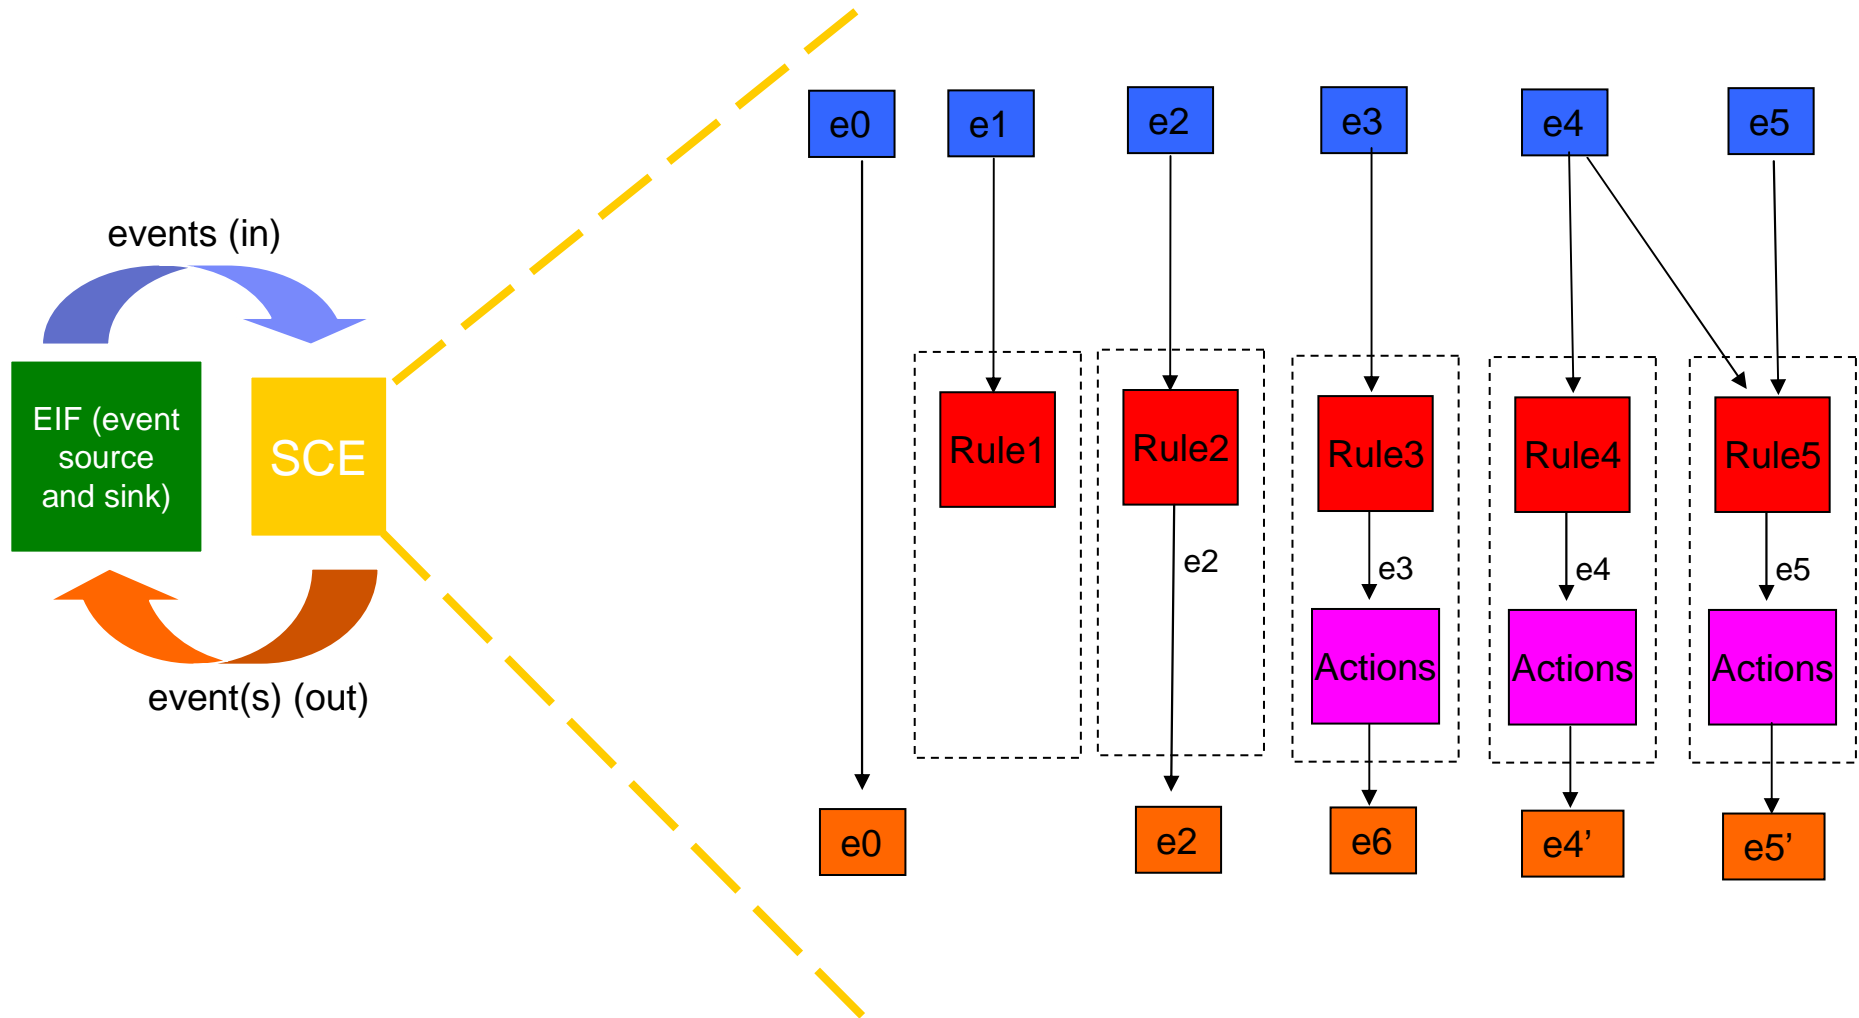 events (in)
EIF (event
source
and sink)
SCE
event(s) (out)
e0
e1
e2
e3
e4
e5
Rule1
Rule2
Rule3
Rule4
Rule5
e2
e3
e4
e5
Actions
Actions
Actions
e0
e2
e6
e4’
e5’